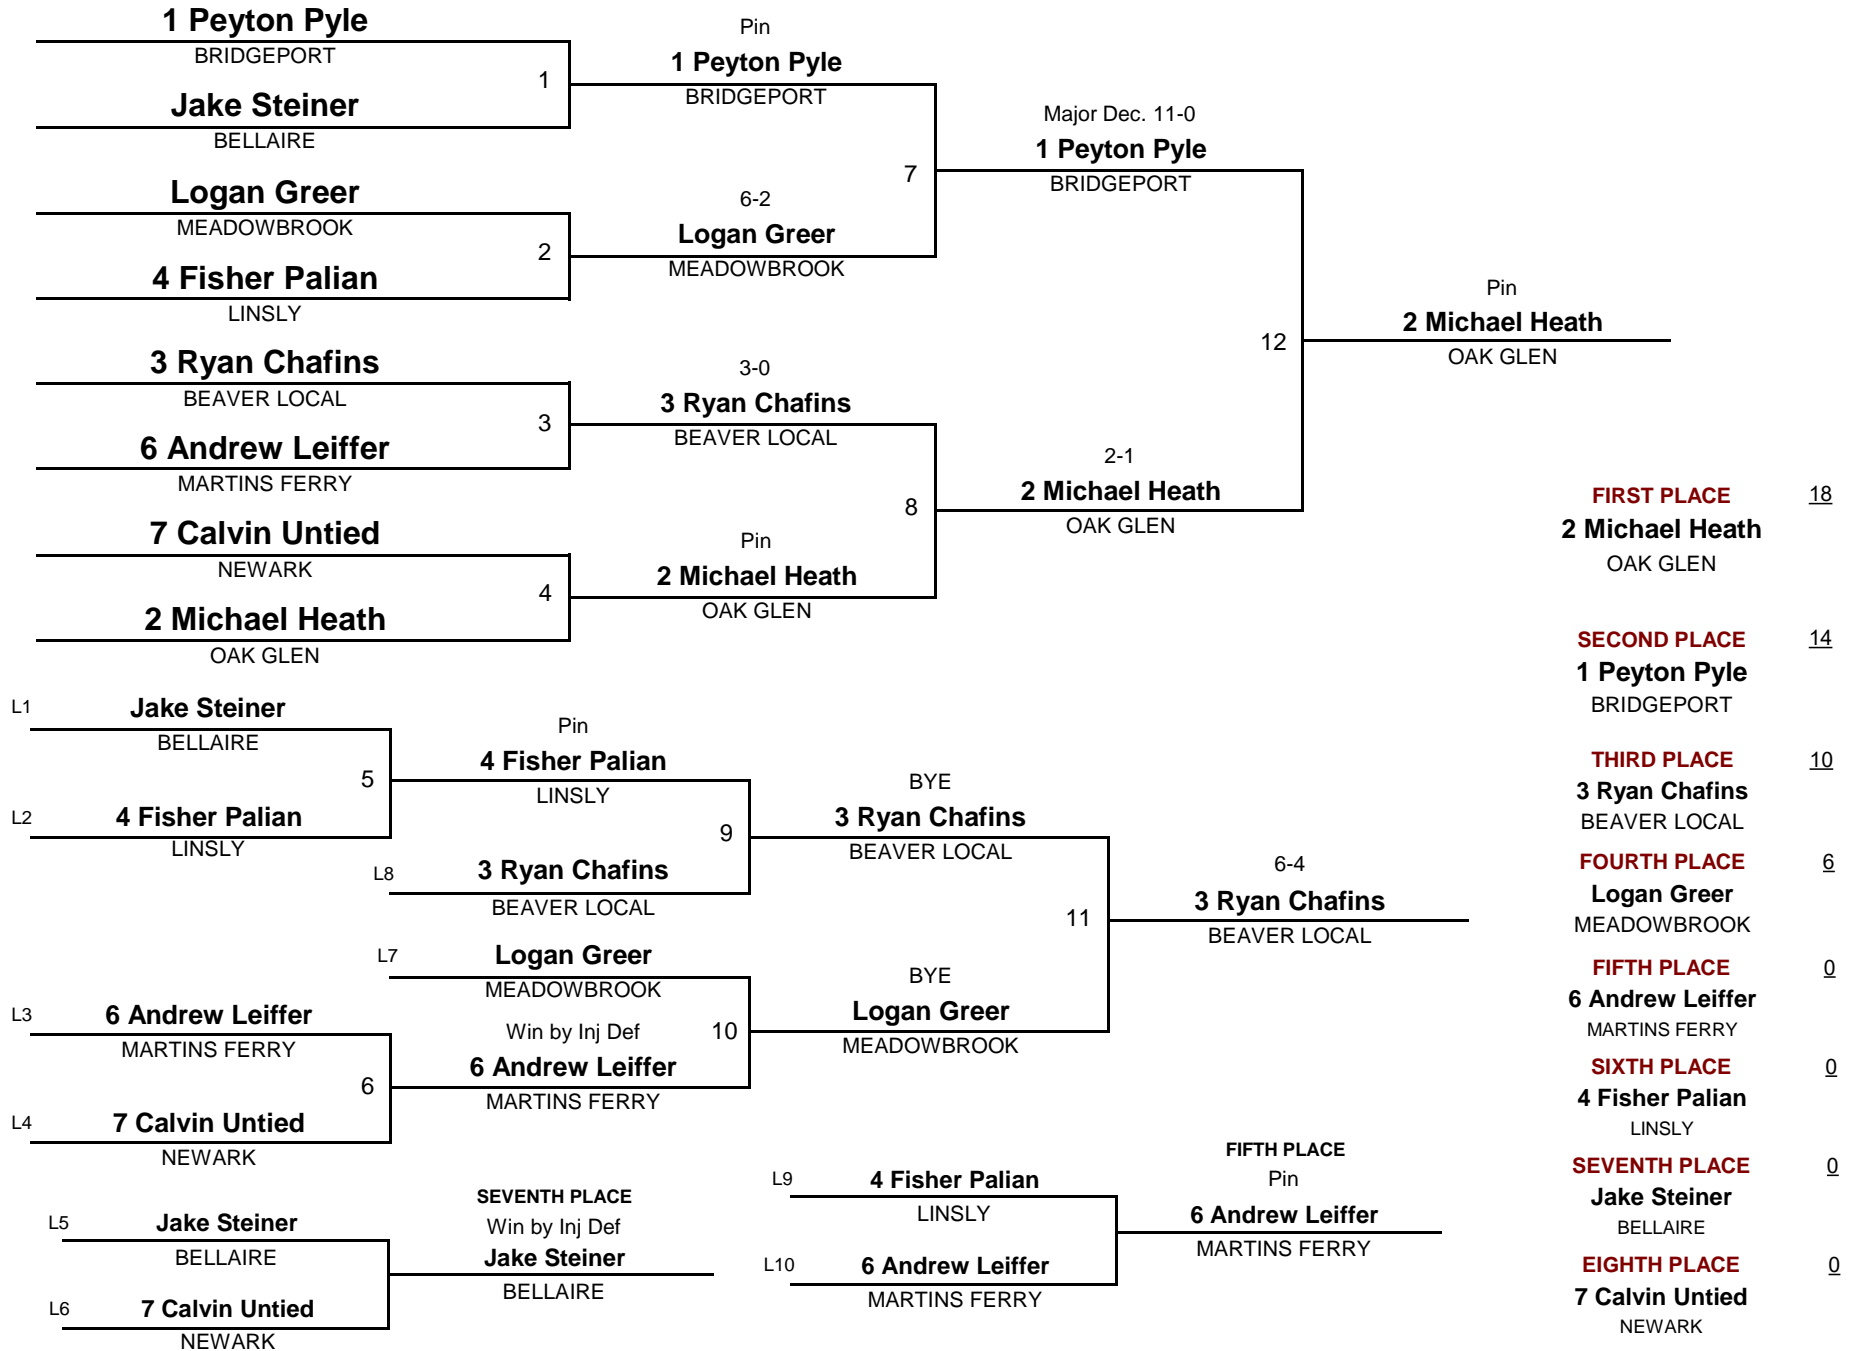 1 Peyton Pyle
BRIDGEPORT
1
Jake Steiner
BELLAIRE
Logan Greer
MEADOWBROOK
2
4 Fisher Palian
LINSLY
3 Ryan Chafins
BEAVER LOCAL
3
6 Andrew Leiffer
MARTINS FERRY
7 Calvin Untied
NEWARK
4
2 Michael Heath
OAK GLEN
Pin
1 Peyton Pyle
BRIDGEPORT
7
6-2
Logan Greer
MEADOWBROOK
3-0
3 Ryan Chafins
BEAVER LOCAL
8
Pin
2 Michael Heath
OAK GLEN
Major Dec. 11-0
1 Peyton Pyle
BRIDGEPORT
12
2-1
2 Michael Heath
OAK GLEN
Pin
2 Michael Heath
OAK GLEN
L1 Jake Steiner
BELLAIRE
5
L2 4 Fisher Palian
LINSLY
L3 6 Andrew Leiffer
MARTINS FERRY
6
L4 7 Calvin Untied
NEWARK
Pin
4 Fisher Palian
LINSLY
9
L8 3 Ryan Chafins
BEAVER LOCAL
L7 Logan Greer
MEADOWBROOK
10
Win by Inj Def
6 Andrew Leiffer
MARTINS FERRY
BYE
3 Ryan Chafins
BEAVER LOCAL
11
BYE
Logan Greer
MEADOWBROOK
6-4
3 Ryan Chafins
BEAVER LOCAL
L5 Jake Steiner
BELLAIRE
L6 7 Calvin Untied
NEWARK
SEVENTH PLACE
Win by Inj Def
Jake Steiner
BELLAIRE
L9 4 Fisher Palian
LINSLY
L10 6 Andrew Leiffer
MARTINS FERRY
FIFTH PLACE
Pin
6 Andrew Leiffer
MARTINS FERRY
FIRST PLACE 18
2 Michael Heath
OAK GLEN
SECOND PLACE 14
1 Peyton Pyle
BRIDGEPORT
THIRD PLACE 10
3 Ryan Chafins
BEAVER LOCAL
FOURTH PLACE 6
Logan Greer
MEADOWBROOK
FIFTH PLACE 0
6 Andrew Leiffer
MARTINS FERRY
SIXTH PLACE 0
4 Fisher Palian
LINSLY
SEVENTH PLACE 0
Jake Steiner
BELLAIRE
EIGHTH PLACE 0
7 Calvin Untied
NEWARK